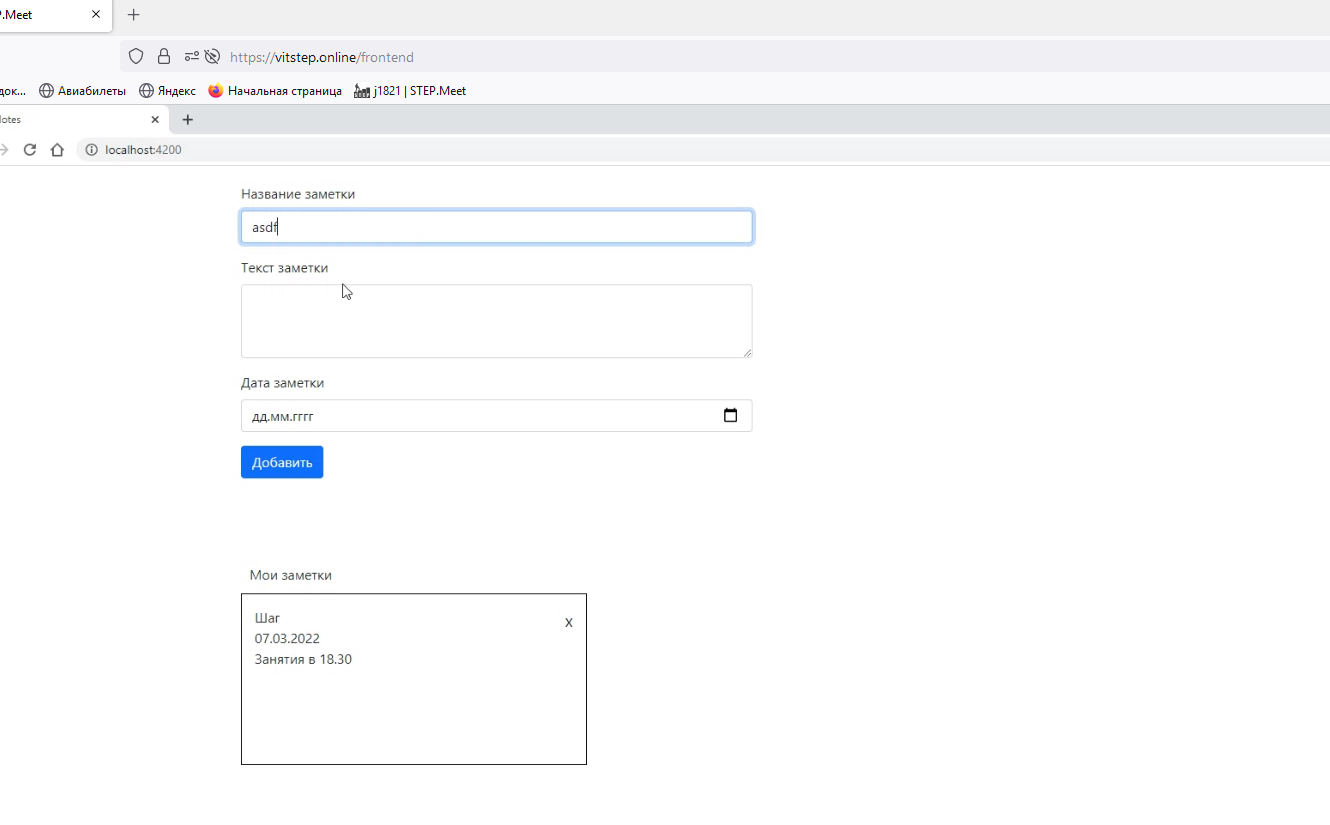 P.Meet
https://vitstep.online/frontend
док... Авиабилеты Яндекс Начальная страница j1821 | STEP.Meet
Notes
localhost:4200
Название заметки
asdf
Текст заметки
Дата заметки
дд.мм.гггг
Добавить
Мои заметки
Шаг X
07.03.2022
Занятия в 18.30